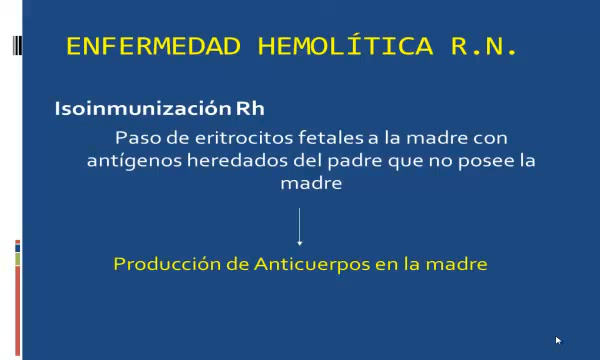 ENFERMEDAD HEMOLÍTICA R.N.
Isoinmunización Rh
Paso de eritrocitos fetales a la madre con
antígenos heredados del padre que no posee la
madre
Producción de Anticuerpos en la madre